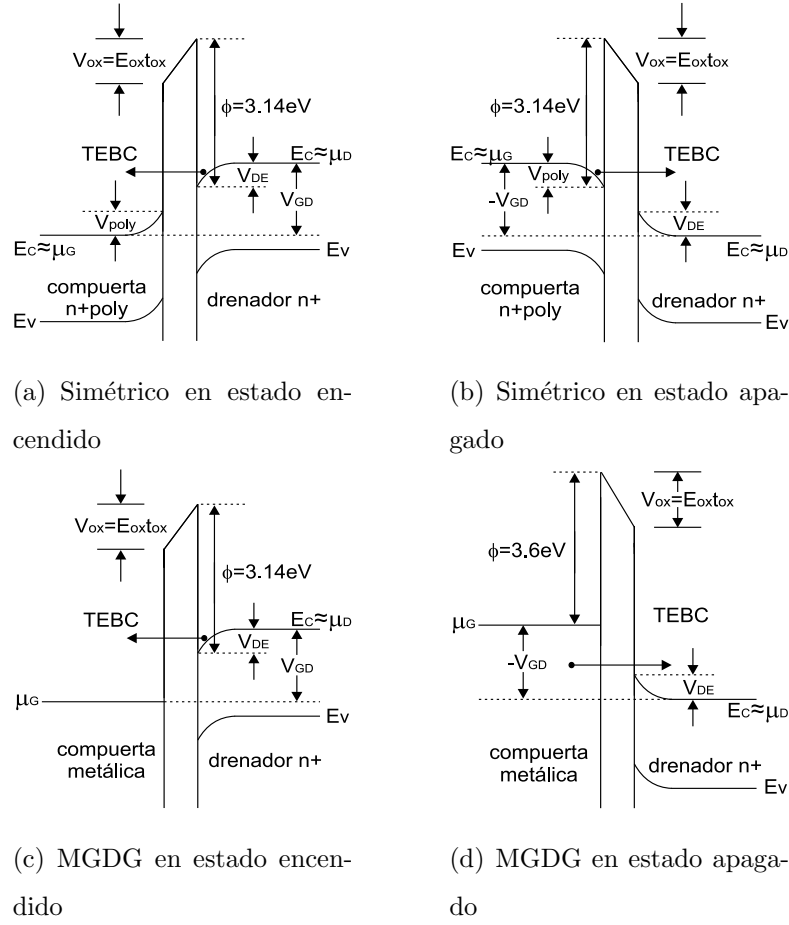 Vox=Eoxtox
ϕ=3.14eV
TEBC
EC≈μD
VDE
VGD
Vpoly
EC≈μG
Ev
compuerta
n+poly
drenador n+
Ev
Vox=Eoxtox
ϕ=3.14eV
EC≈μG
TEBC
Vpoly
-VGD
VDE
EC≈μD
Ev
compuerta
n+poly
drenador n+
Ev
(a) Simétrico en estado en-
cendido
(b) Simétrico en estado apa-
gado
Vox=Eoxtox
ϕ=3.14eV
TEBC
EC≈μD
VDE
VGD
μG
Ev
compuerta
metálica
drenador n+
Vox=Eoxtox
ϕ=3.6eV
μG
TEBC
-VGD
VDE
EC≈μD
compuerta
metálica
drenador n+
Ev
(c) MGDG en estado encen-
dido
(d) MGDG en estado apaga-
do